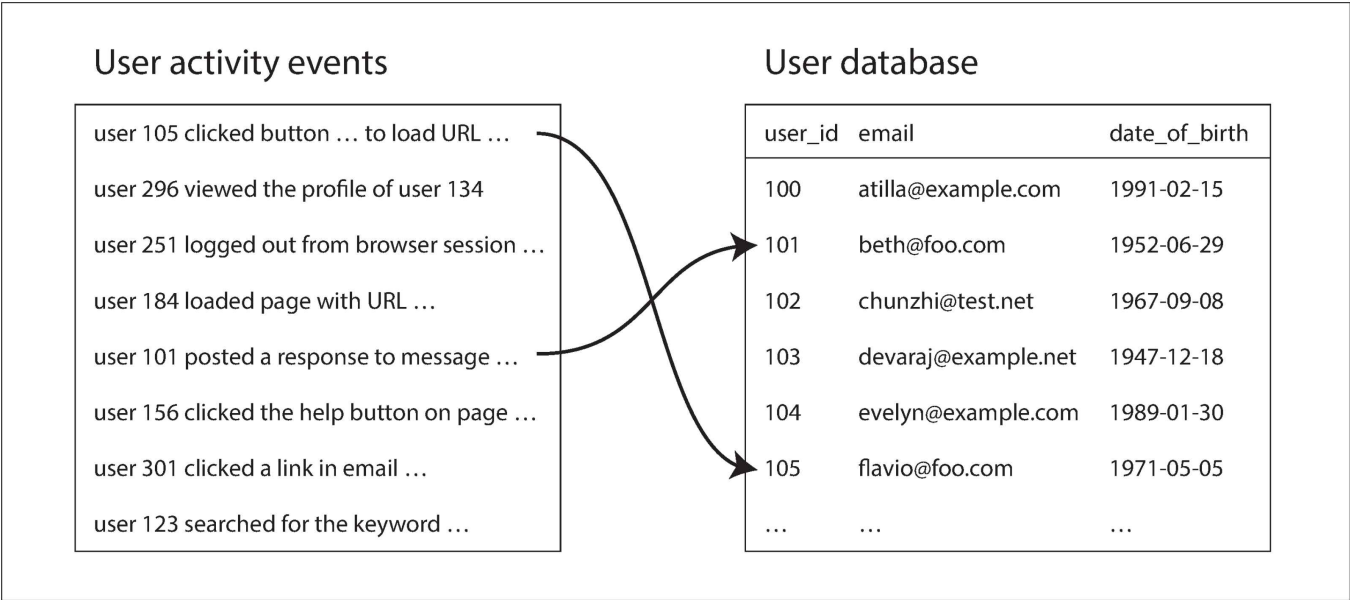 User activity events
user 105 clicked button … to load URL …
user 296 viewed the profile of user 134
user 251 logged out from browser session …
user 184 loaded page with URL …
user 101 posted a response to message …
user 156 clicked the help button on page …
user 301 clicked a link in email …
user 123 searched for the keyword …
User database
user_id email date_of_birth
100 atilla@example.com 1991-02-15
101 beth@foo.com 1952-06-29
102 chunzhi@test.net 1967-09-08
103 devaraj@example.net 1947-12-18
104 evelyn@example.com 1989-01-30
105 flavio@foo.com 1971-05-05
… … …